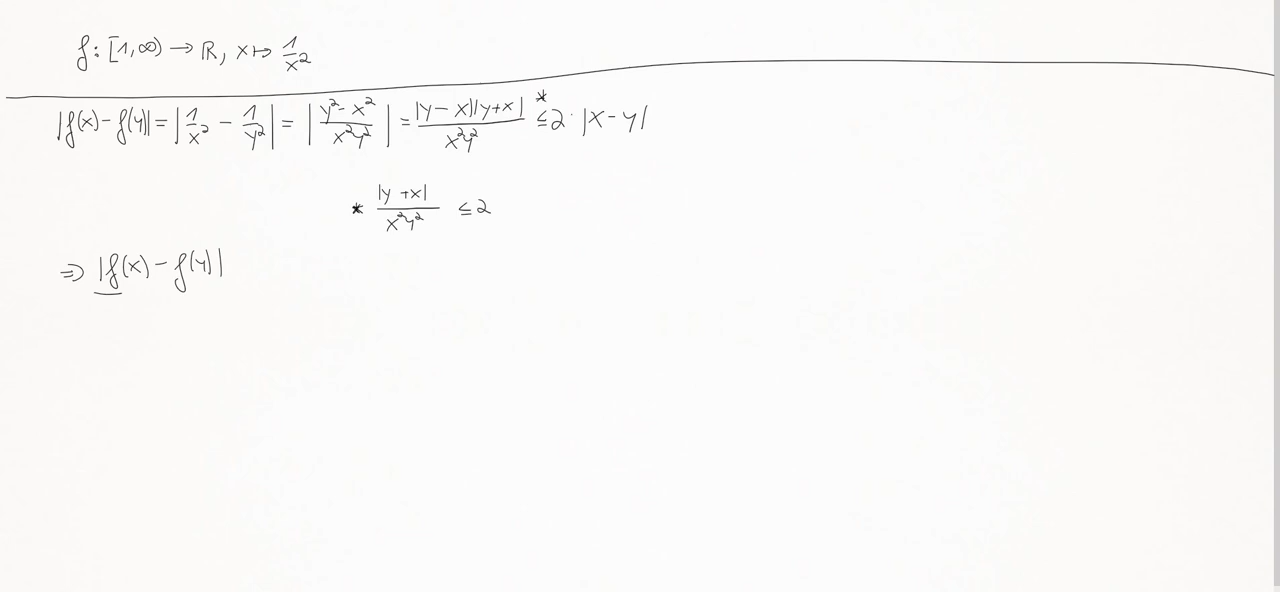 f: [1,∞) → ℝ, x ↦ 1/x²
|f(x) - f(y)| = |1/x² - 1/y²| = |(y² - x²)/(x²y²)| = (|y - x||y + x|)/(x²y²) ≤* 2 · |x - y|
* |y + x|/(x²y²) ≤ 2
⇒ |f(x) - f(y)|